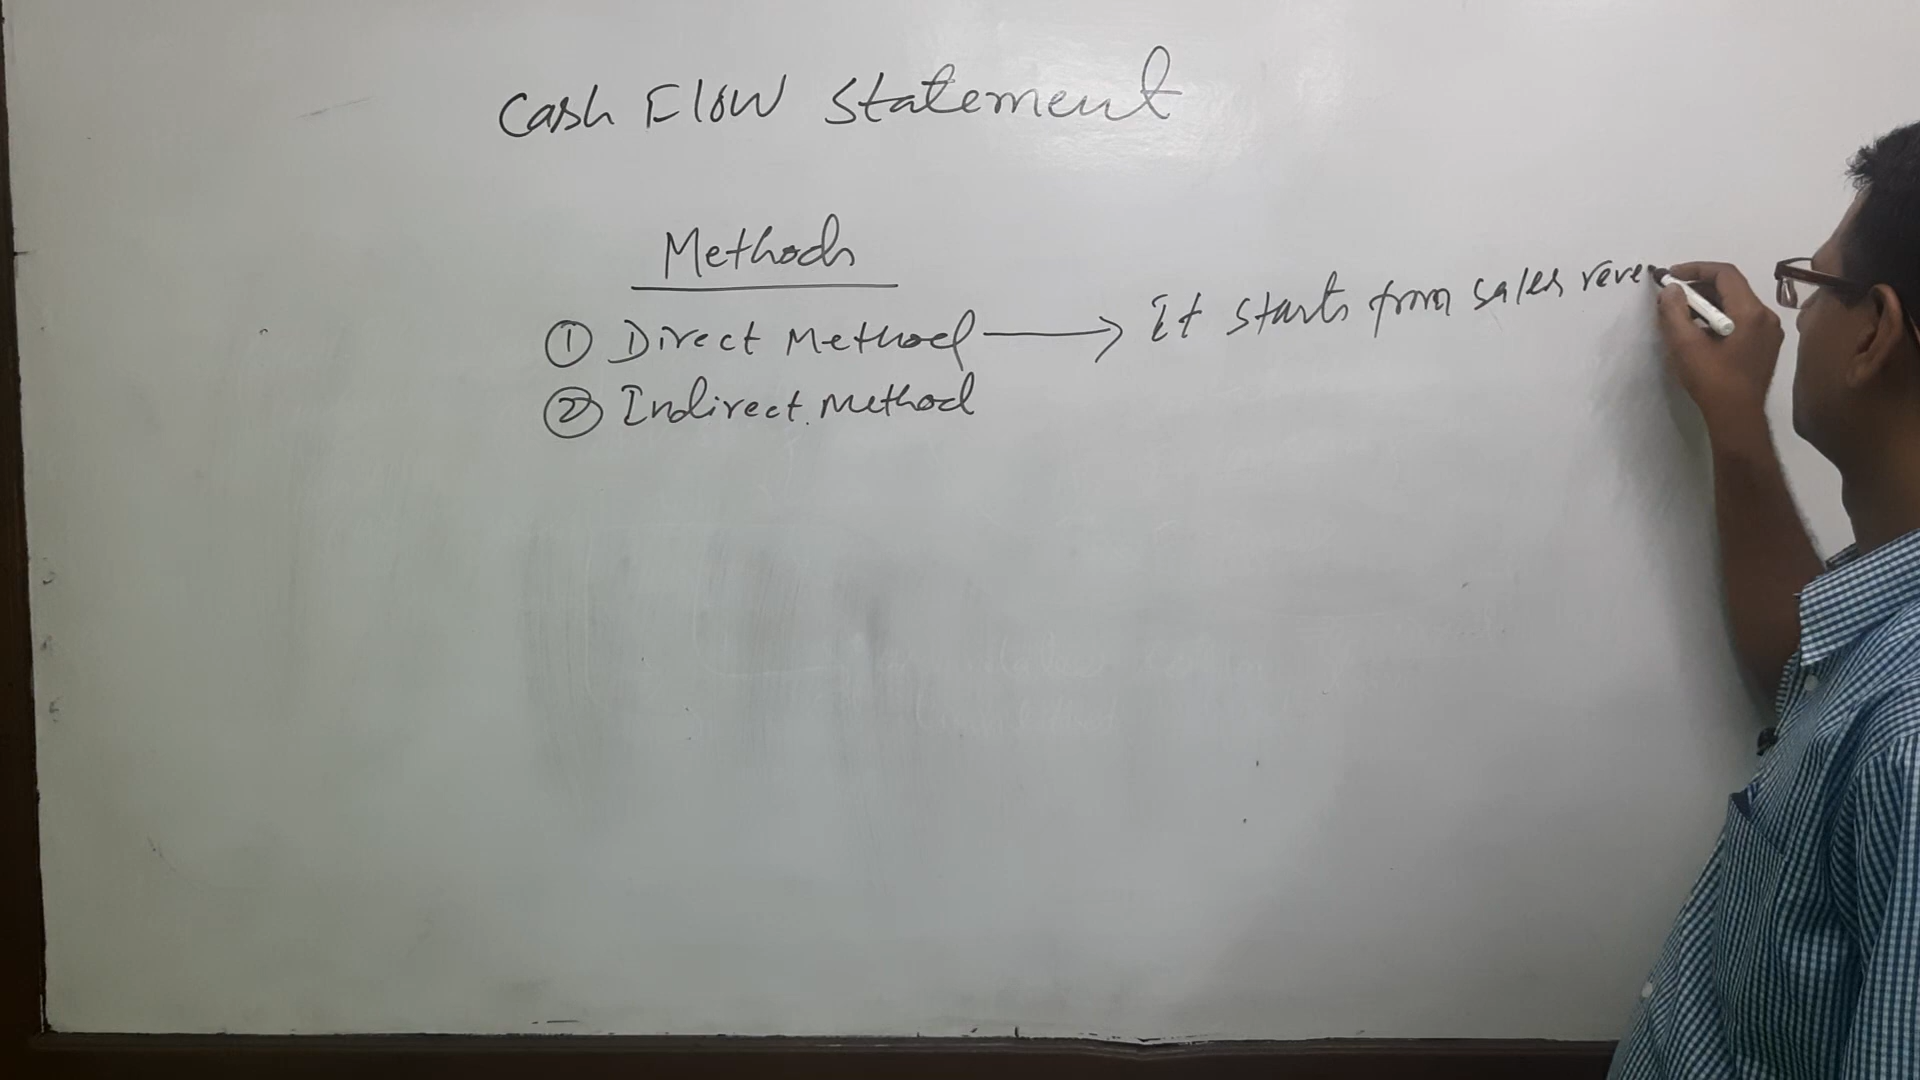 Cash Flow Statement
Methods
① Direct Method → It starts from sales reve
② Indirect Method